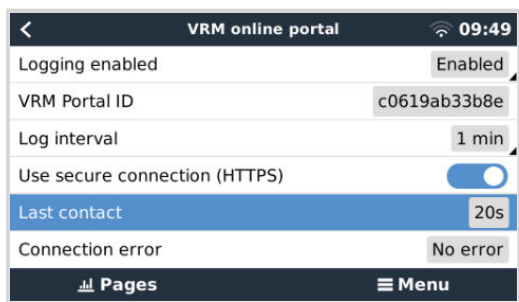 VRM online portal 09:49
Logging enabled Enabled
VRM Portal ID c0619ab33b8e
Log interval 1 min
Use secure connection (HTTPS)
Last contact 20s
Connection error No error
Pages Menu